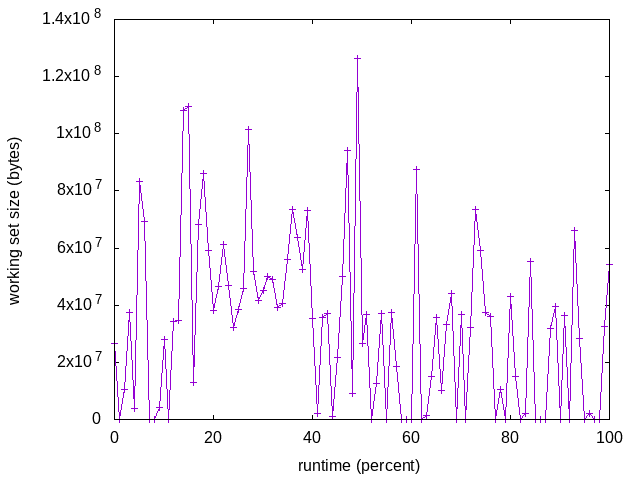 1.4x10^8
1.2x10^8
1x10^8
8x10^7
6x10^7
4x10^7
2x10^7
0
0 20 40 60 80 100
working set size (bytes)
runtime (percent)